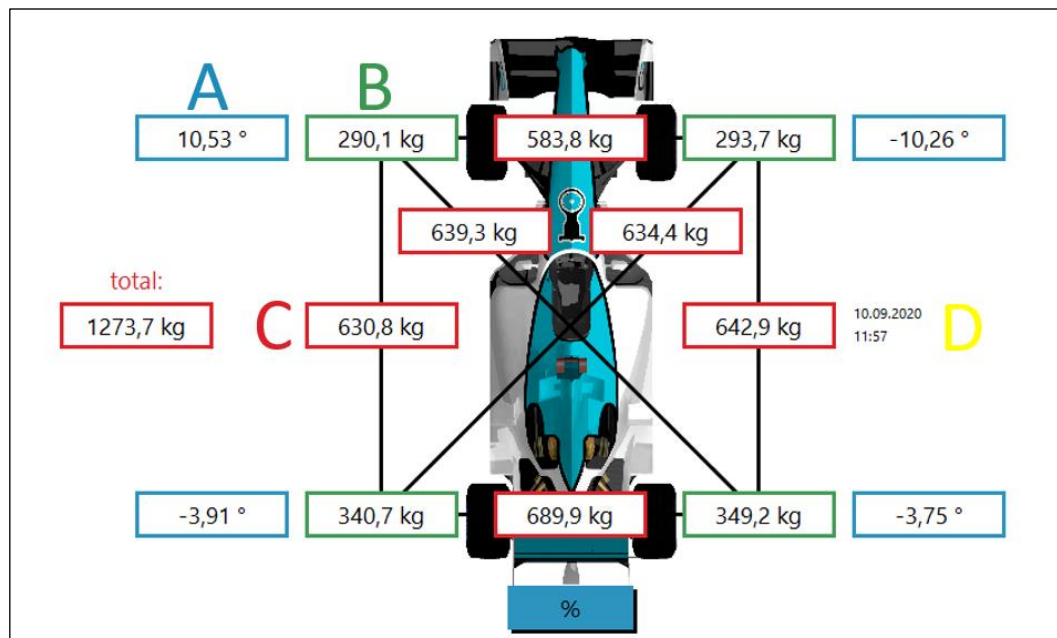 A
B
10,53 °
290,1 kg
583,8 kg
293,7 kg
-10,26 °
639,3 kg
634,4 kg
total:
1273,7 kg
C
630,8 kg
642,9 kg
10.09.2020
11:57
D
-3,91 °
340,7 kg
689,9 kg
349,2 kg
-3,75 °
%